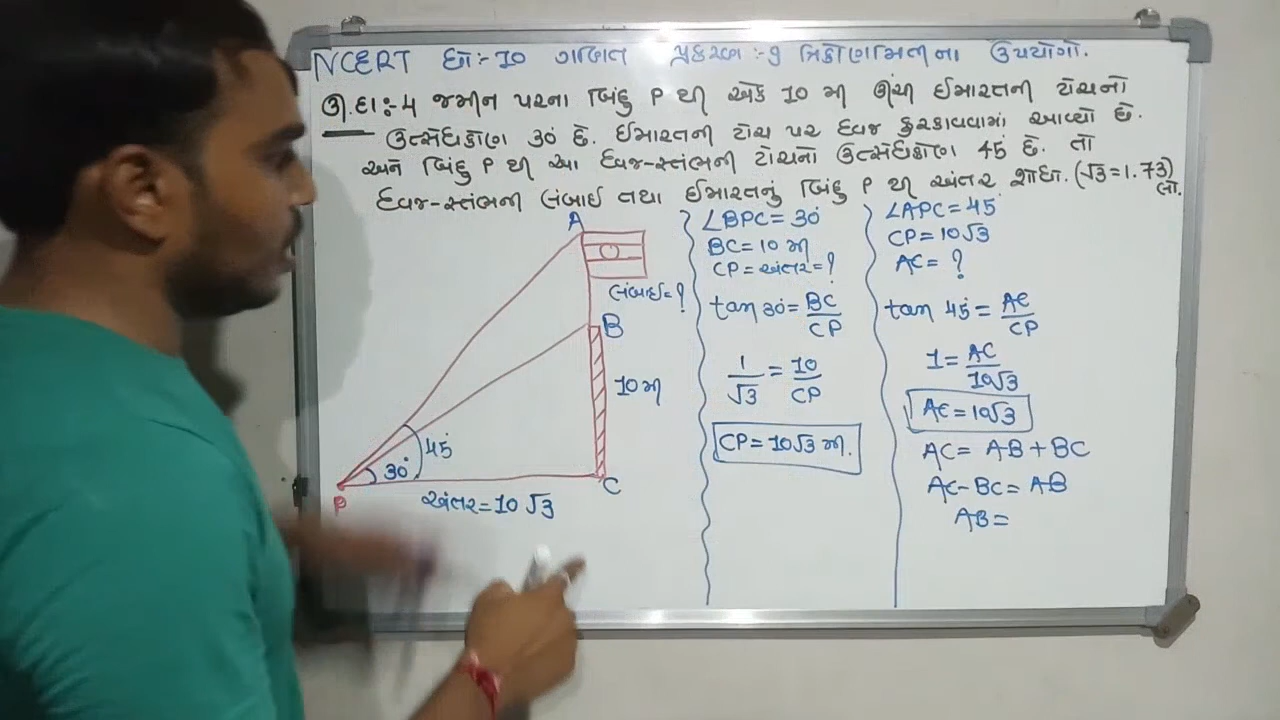 NCERT ધોઃ-10 ગણિત પ્રકરણ :- 9 ત્રિકોણમિતિના ઉપયોગો.
ઉ.દા:-4 જમીન પરના બિંદુ P થી એક 10 મી ઊંચી ઈમારતની ટોચનો
ઉત્સેધકોણ 30° છે. ઈમારતની ટોચ પર ધ્વજ ફરકાવવામાં આવ્યો છે.
અને બિંદુ P થી આ ધ્વજ-સ્તંભની ટોચનો ઉત્સેધકોણ 45° છે. તો
ધ્વજ-સ્તંભની લંબાઈ તથા ઈમારતનું બિંદુ P થી અંતર શોધો. (√3=1.73)
લો.
A
લંબાઈ=?
B
10મી
45°
30°
P
C
અંતર=10√3
∠BPC=30°
BC=10 મી
CP=અંતર=?
tan 30°= BC/CP
1/√3 = 10/CP
CP=10√3 મી.
∠APC=45°
CP=10√3
AC=?
tan 45°= AC/CP
1= AC/10√3
AC=10√3
AC= AB+BC
AC-BC=AB
AB=